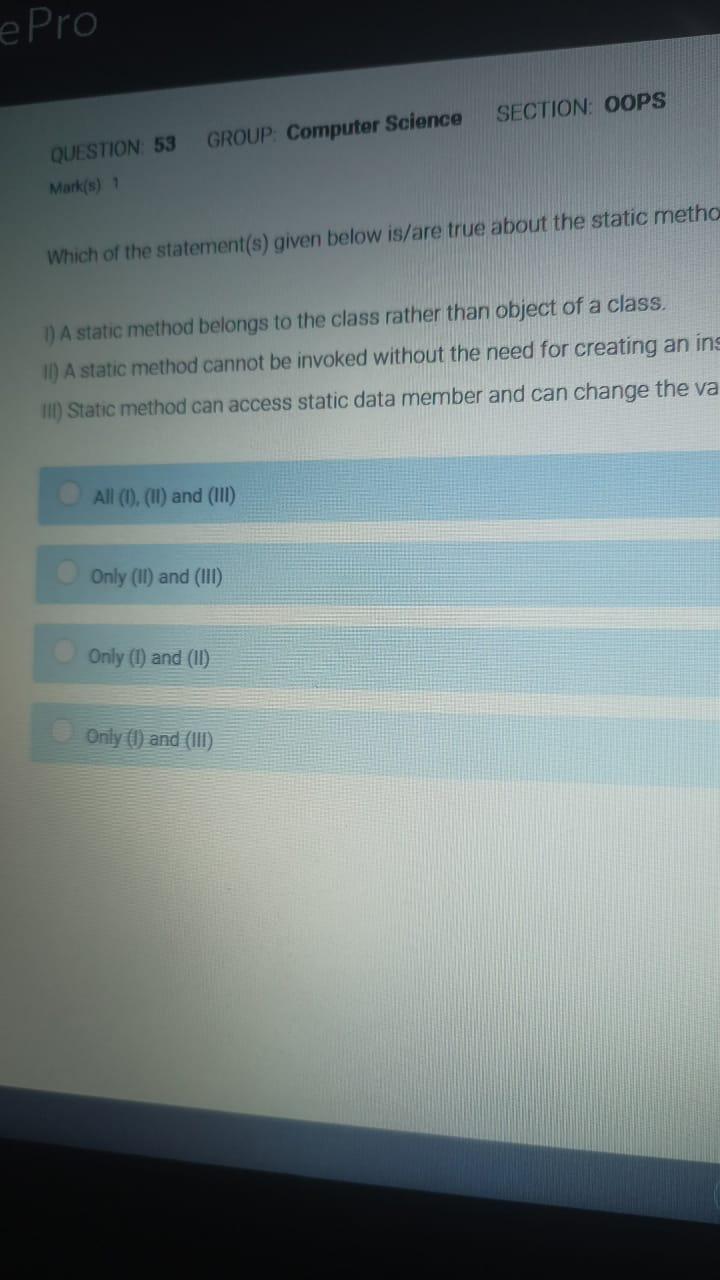 ePro
QUESTION: 53 GROUP: Computer Science SECTION: OOPS
Mark(s) 1
Which of the statement(s) given below is/are true about the static metho
I) A static method belongs to the class rather than object of a class.
II) A static method cannot be invoked without the need for creating an ins
III) Static method can access static data member and can change the va
All (I), (II) and (III)
Only (II) and (III)
Only (I) and (II)
Only (I) and (III)